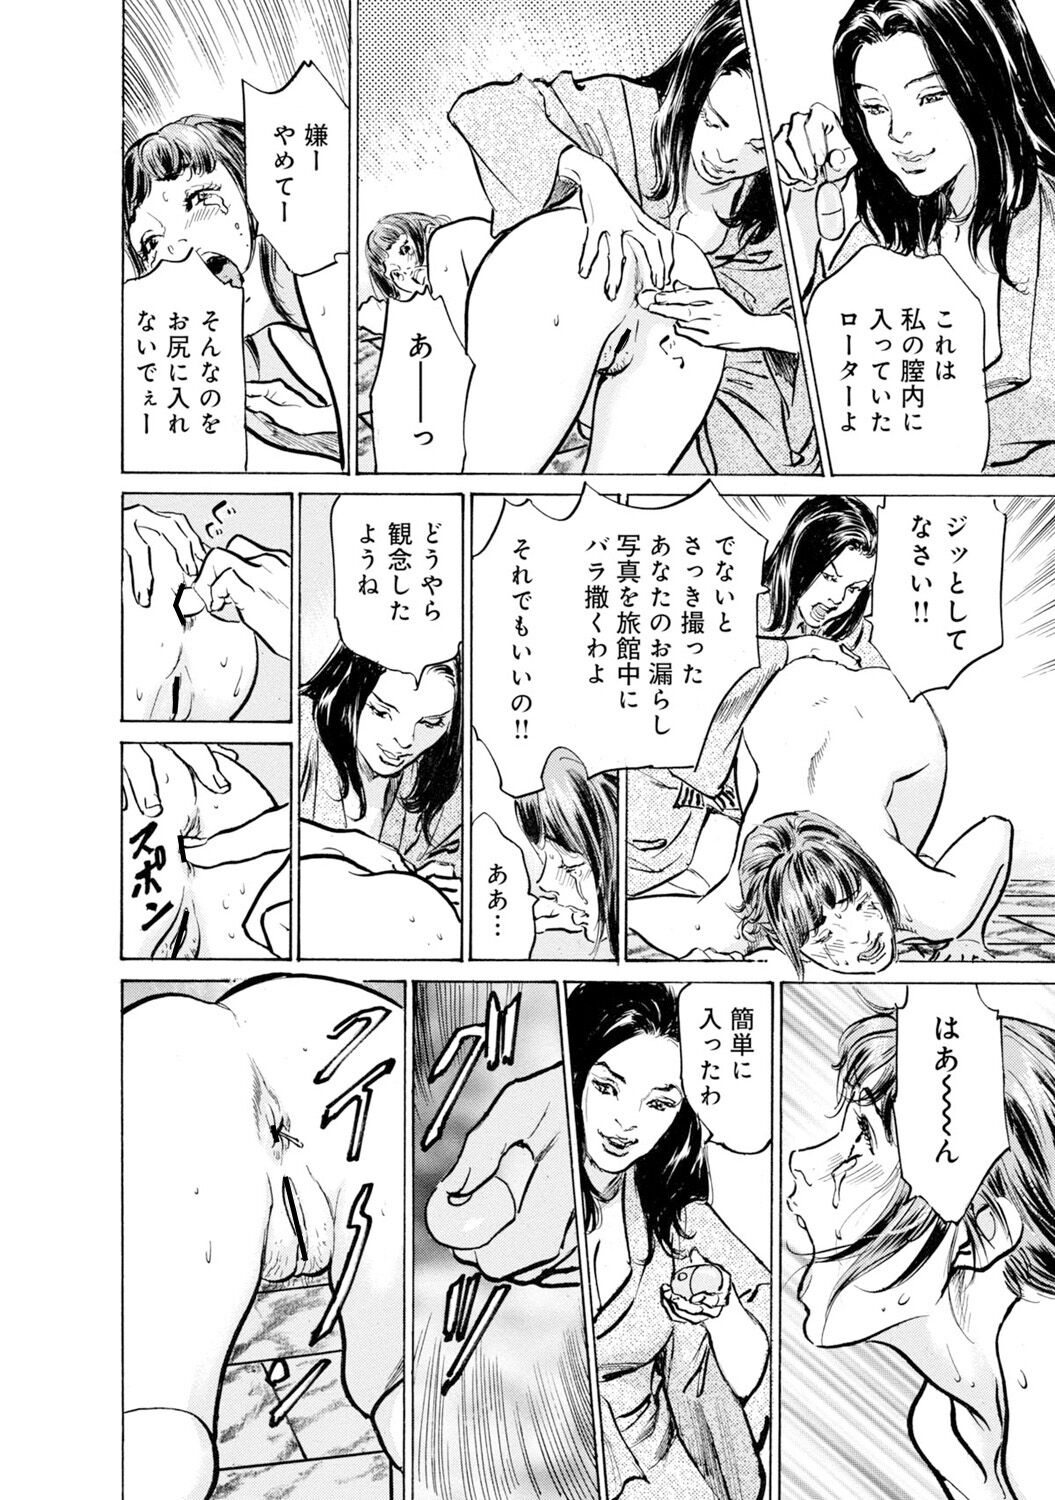 これは
私の膣内に
入っていた
ローターよ
あ――っ
嫌ー
やめてー
そんなのを
お尻に入れ
ないでぇー
ジッとして
なさい!!
でないと
さっき撮った
あなたのお漏らし
写真を旅館中に
バラ撒くわよ
それでもいいの!!
ああ…
どうやら
観念した
ようね
スポン
はあ〜〜〜ん
簡単に
入ったわ